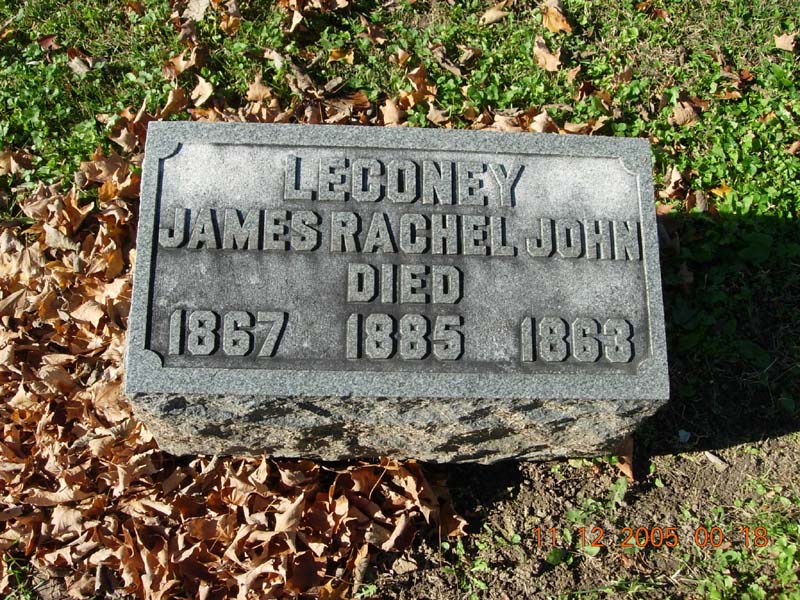 LECONEY
JAMES RACHEL JOHN
DIED
1867 1885 1863
11 12 2005 00 18